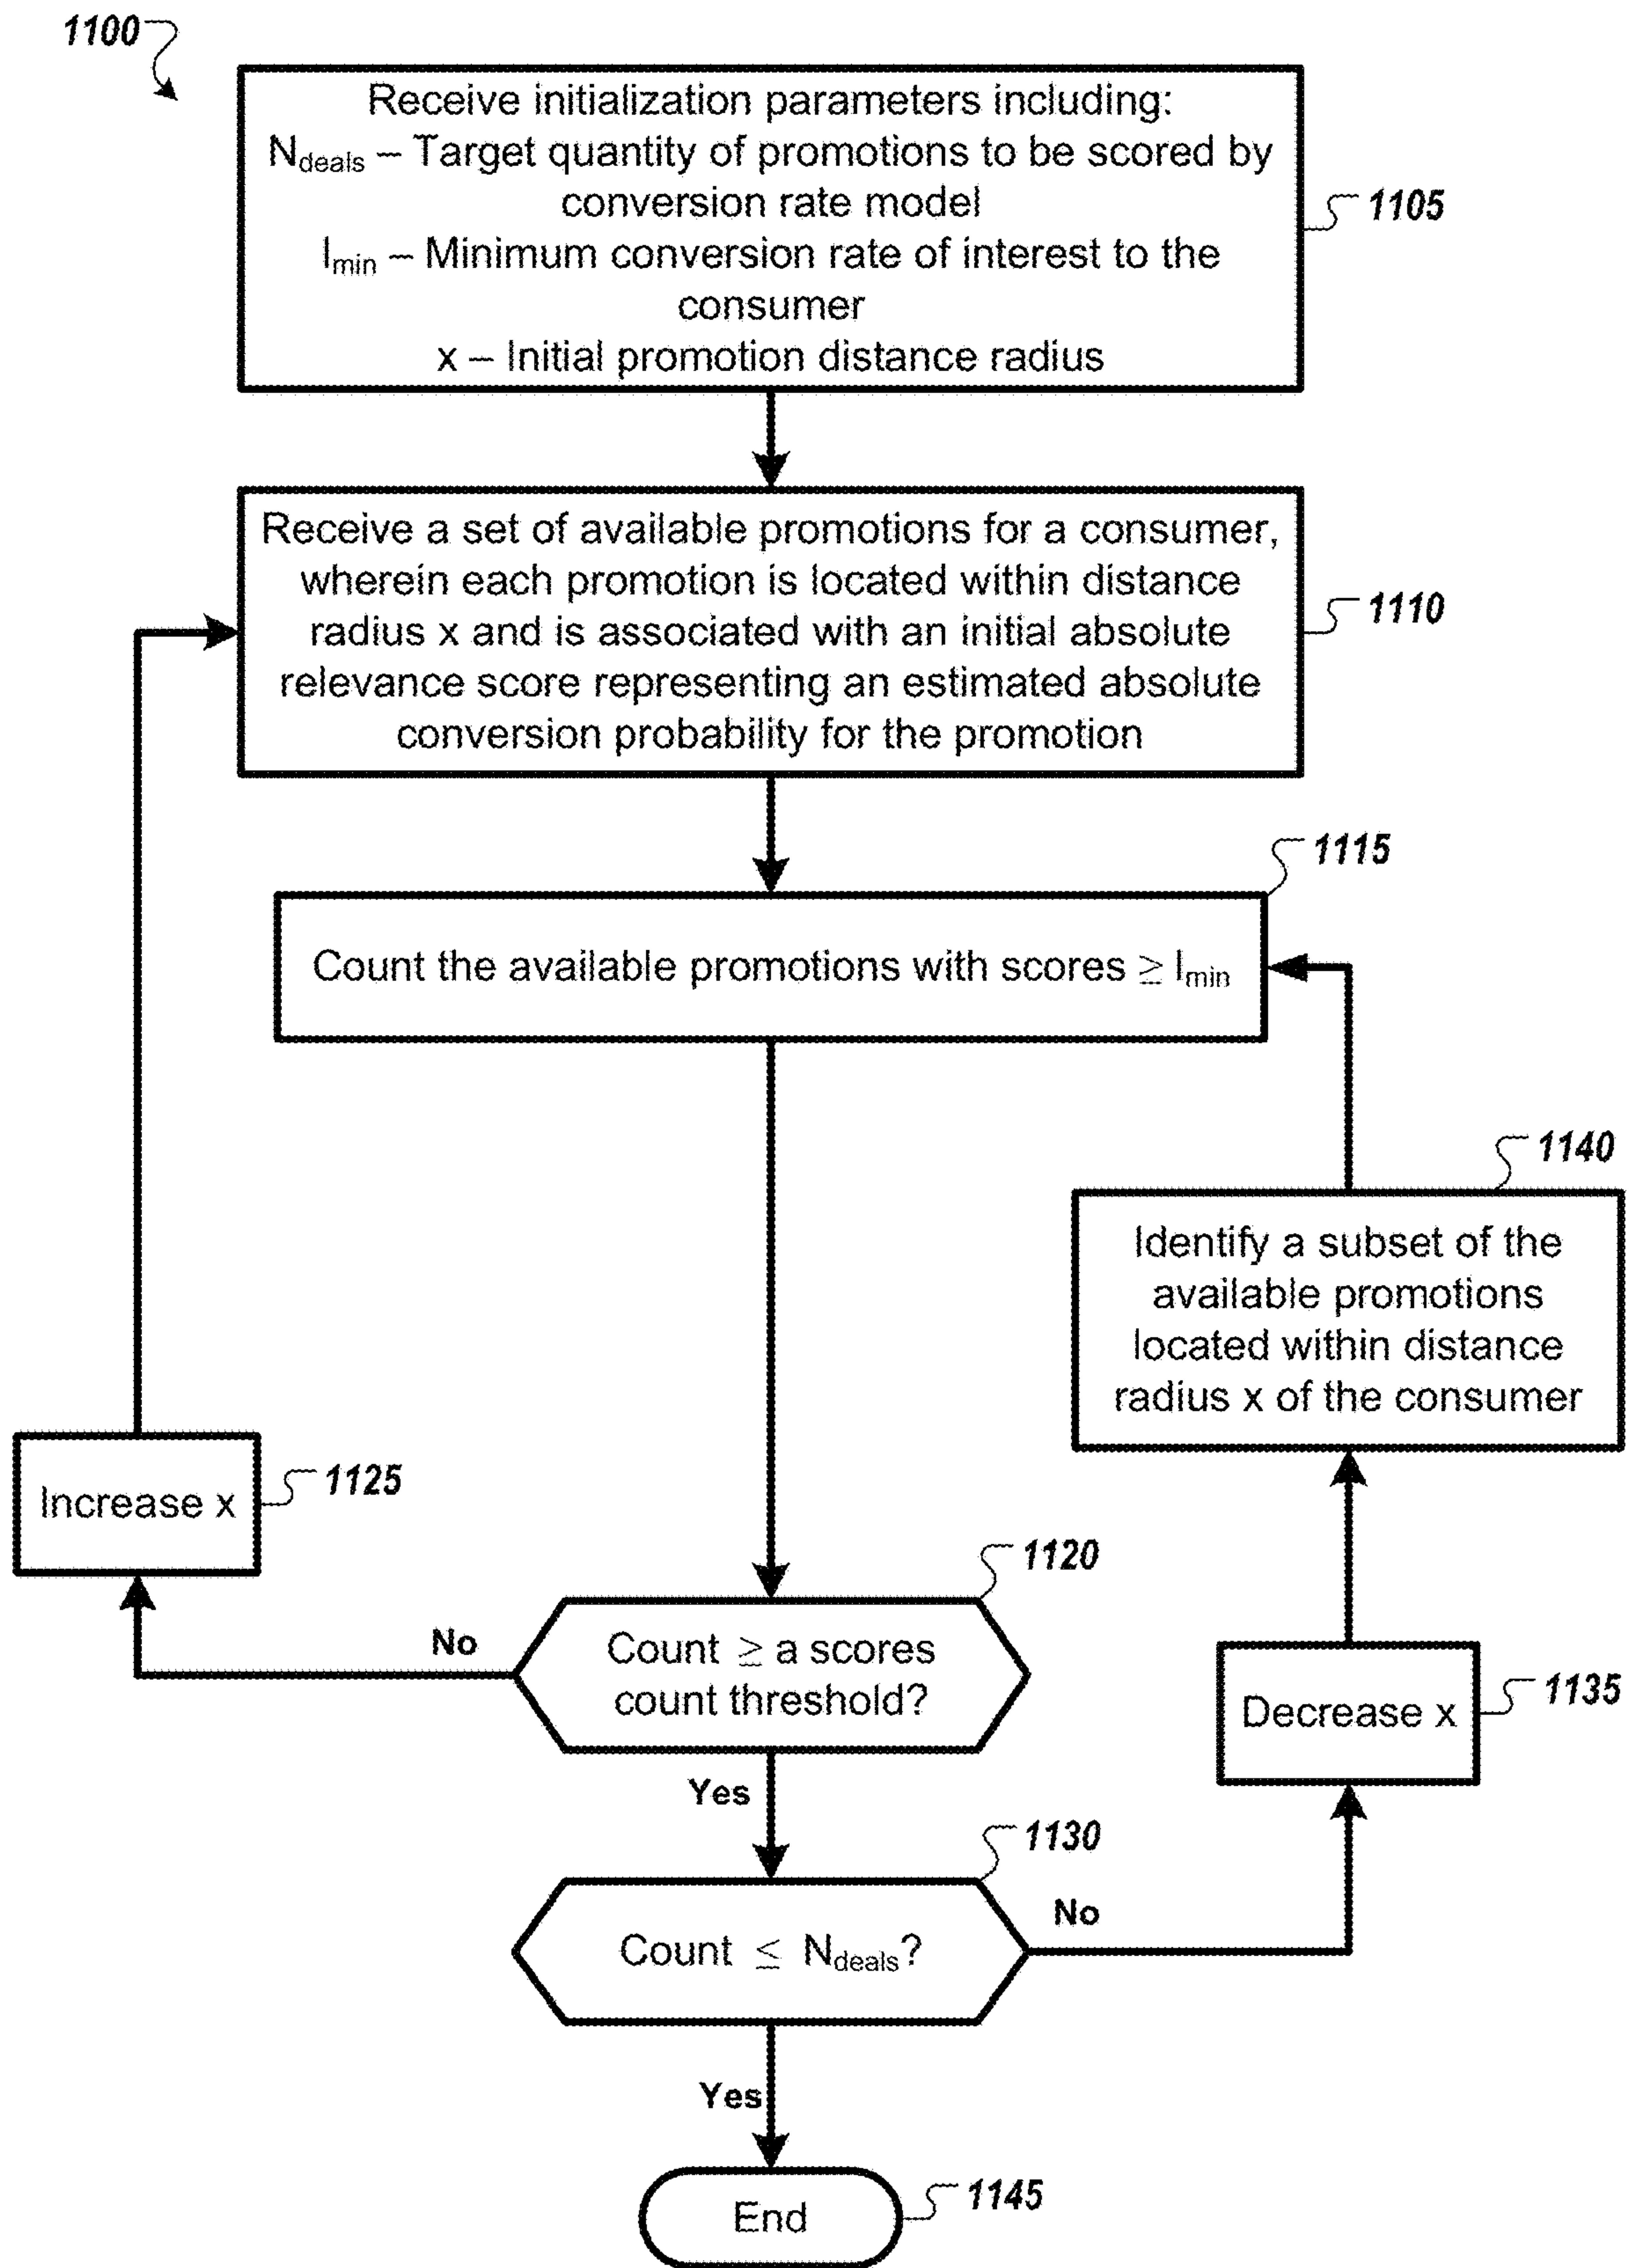 1100
Receive initialization parameters including:
N_deals – Target quantity of promotions to be scored by
conversion rate model
I_min – Minimum conversion rate of interest to the
consumer
x – Initial promotion distance radius
1105
Receive a set of available promotions for a consumer,
wherein each promotion is located within distance
radius x and is associated with an initial absolute
relevance score representing an estimated absolute
conversion probability for the promotion
1110
1115
Count the available promotions with scores ≥ I_min
1140
Identify a subset of the
available promotions
located within distance
radius x of the consumer
Increase x
1125
1120
Count ≥ a scores
count threshold?
No
Decrease x
1135
Yes
1130
Count ≤ N_deals?
No
Yes
End
1145